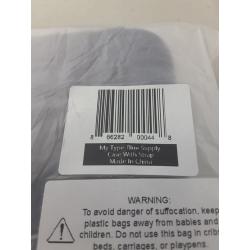 8 66282 00044 8
My Type Blue Supply
Case With Strap
Made In China
WARNING:
To avoid danger of suffocation, keep
plastic bags away from babies and
children. Do not use this bag in cribs
beds, carriages, or playpens.